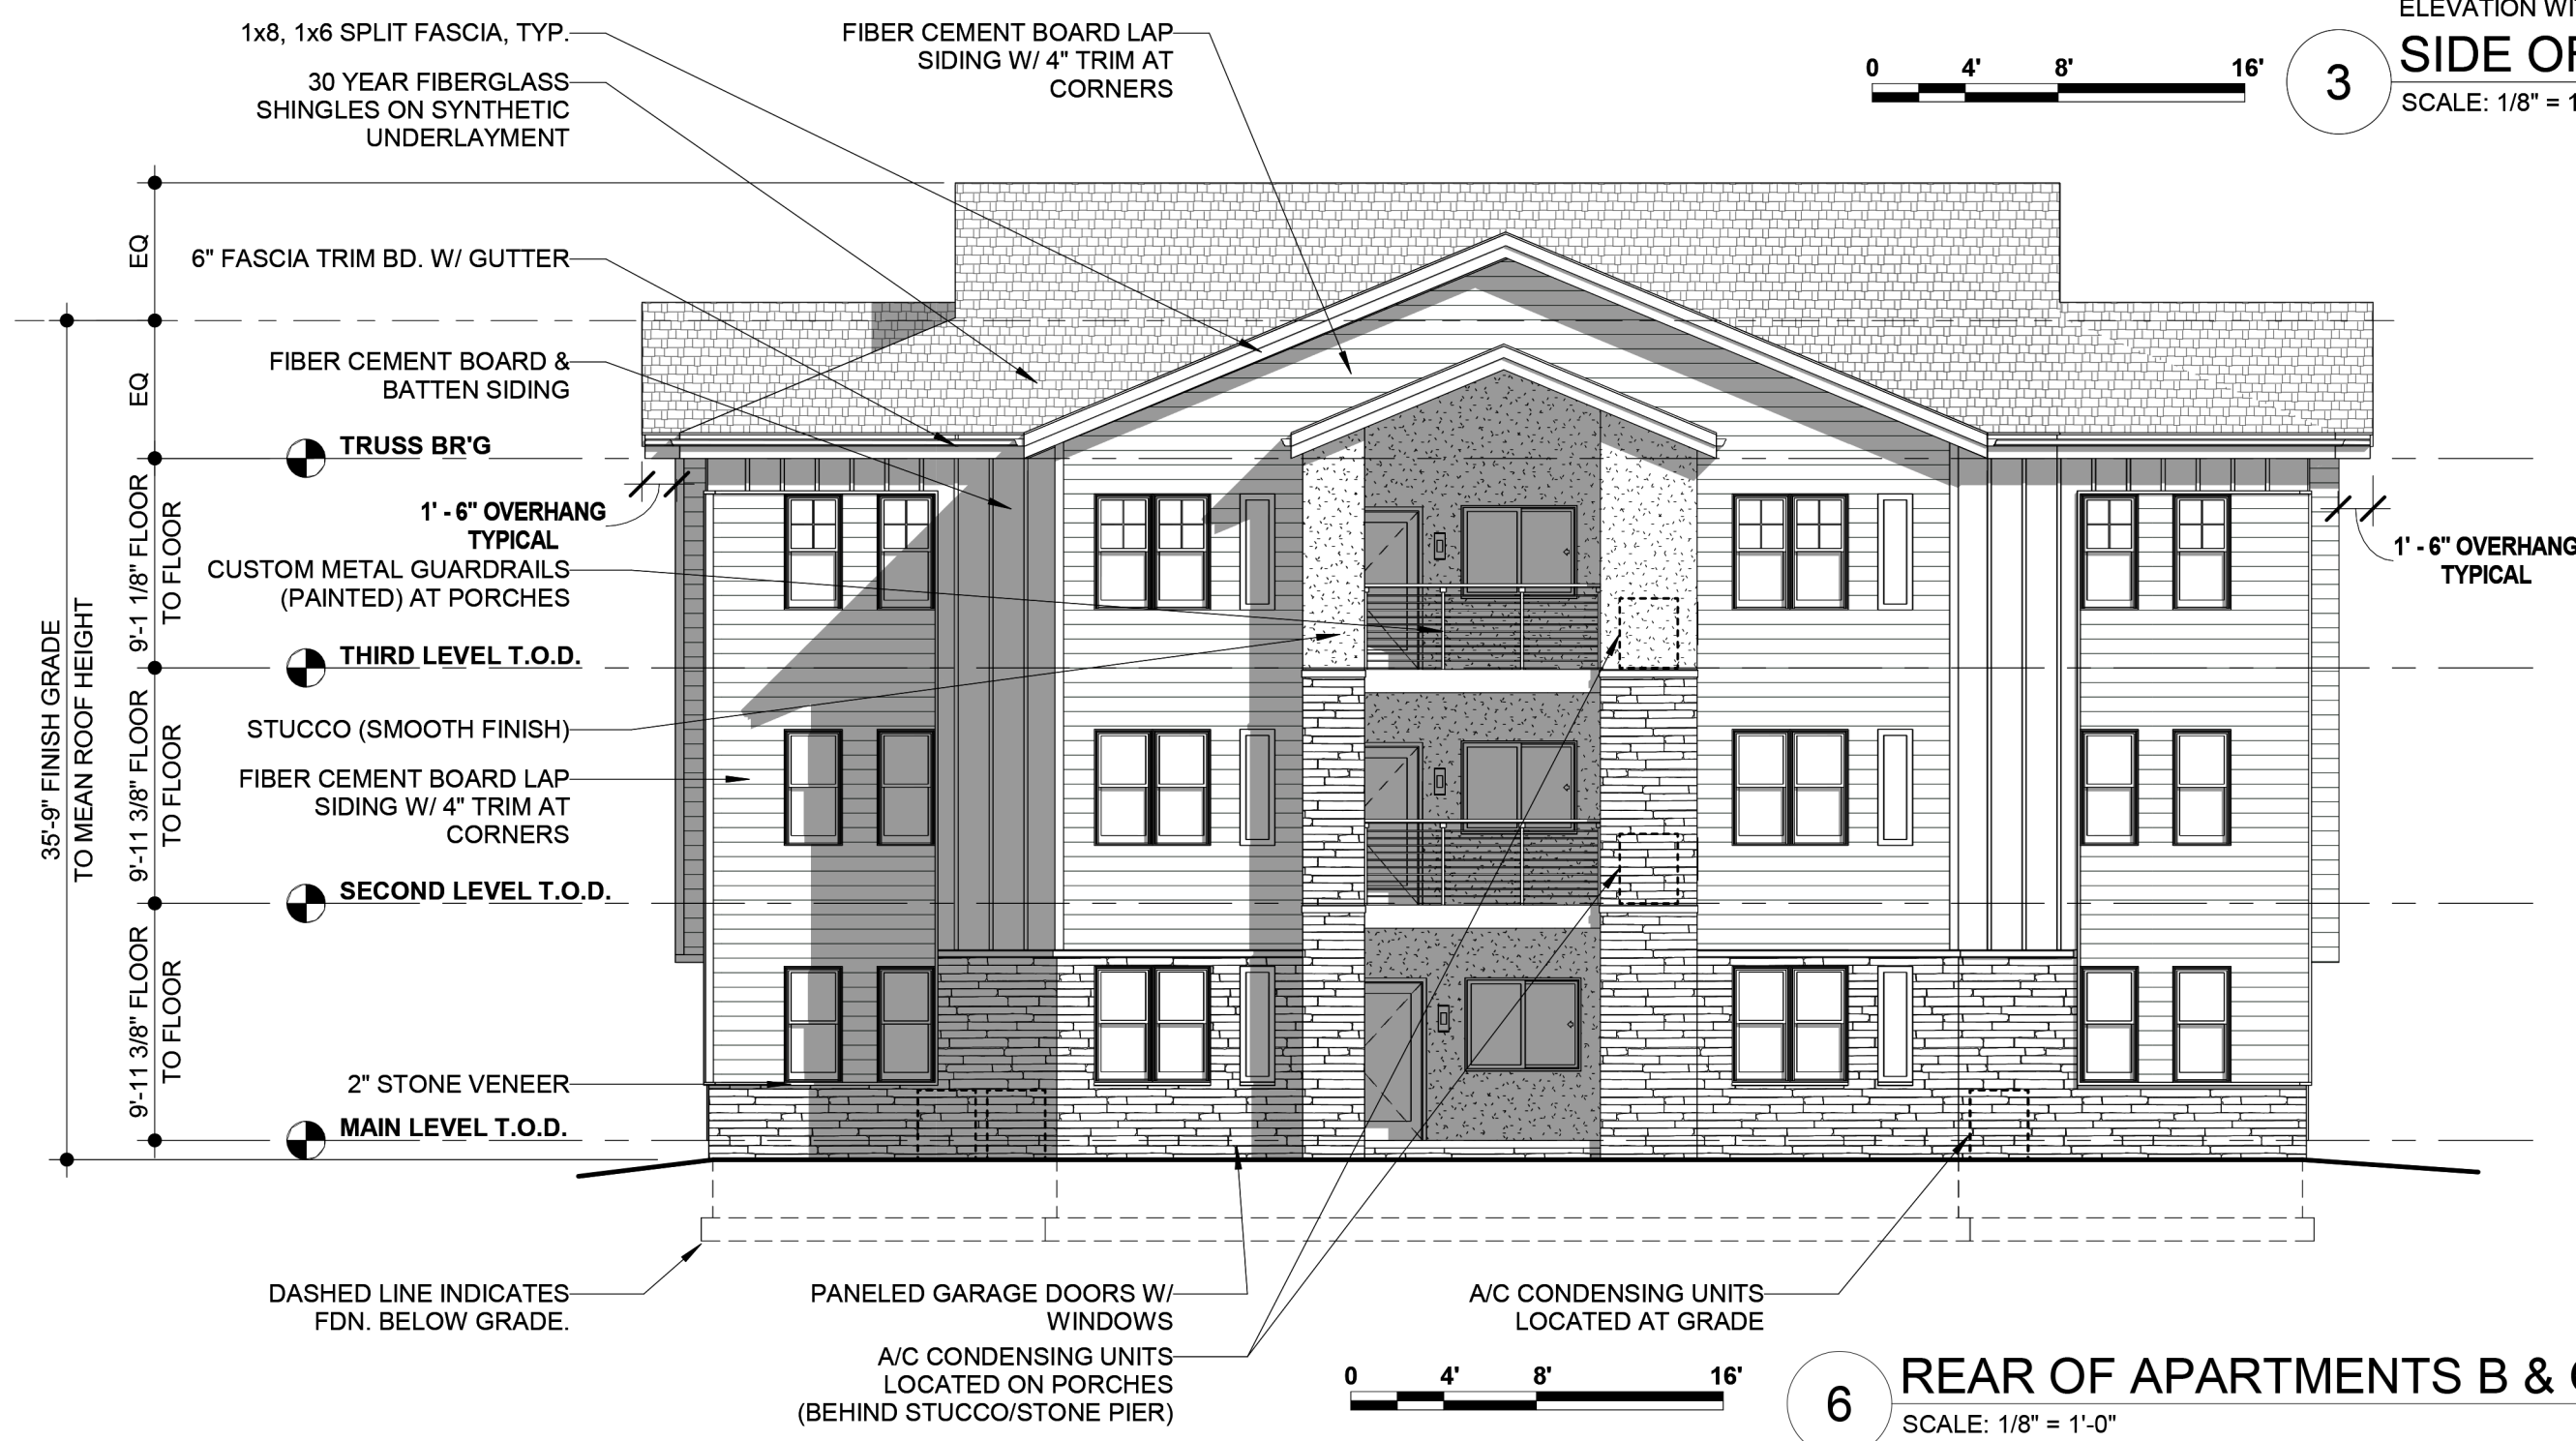 ELEVATION WI
1x8, 1x6 SPLIT FASCIA, TYP.
FIBER CEMENT BOARD LAP
SIDING W/ 4" TRIM AT
CORNERS
0 4' 8' 16'
3
SIDE OF
SCALE: 1/8" = 1
30 YEAR FIBERGLASS
SHINGLES ON SYNTHETIC
UNDERLAYMENT
EQ
6" FASCIA TRIM BD. W/ GUTTER
EQ
FIBER CEMENT BOARD &
BATTEN SIDING
TRUSS BR'G
1' - 6" OVERHANG
TYPICAL
1' - 6" OVERHANG
TYPICAL
9'-1 1/8" FLOOR
TO FLOOR
CUSTOM METAL GUARDRAILS
(PAINTED) AT PORCHES
THIRD LEVEL T.O.D.
35'-9" FINISH GRADE
TO MEAN ROOF HEIGHT
9'-11 3/8" FLOOR
TO FLOOR
STUCCO (SMOOTH FINISH)
FIBER CEMENT BOARD LAP
SIDING W/ 4" TRIM AT
CORNERS
SECOND LEVEL T.O.D.
9'-11 3/8" FLOOR
TO FLOOR
2" STONE VENEER
MAIN LEVEL T.O.D.
DASHED LINE INDICATES
FDN. BELOW GRADE.
PANELED GARAGE DOORS W/
WINDOWS
A/C CONDENSING UNITS
LOCATED AT GRADE
A/C CONDENSING UNITS
LOCATED ON PORCHES
(BEHIND STUCCO/STONE PIER)
0 4' 8' 16'
6
REAR OF APARTMENTS B &
SCALE: 1/8" = 1'-0"